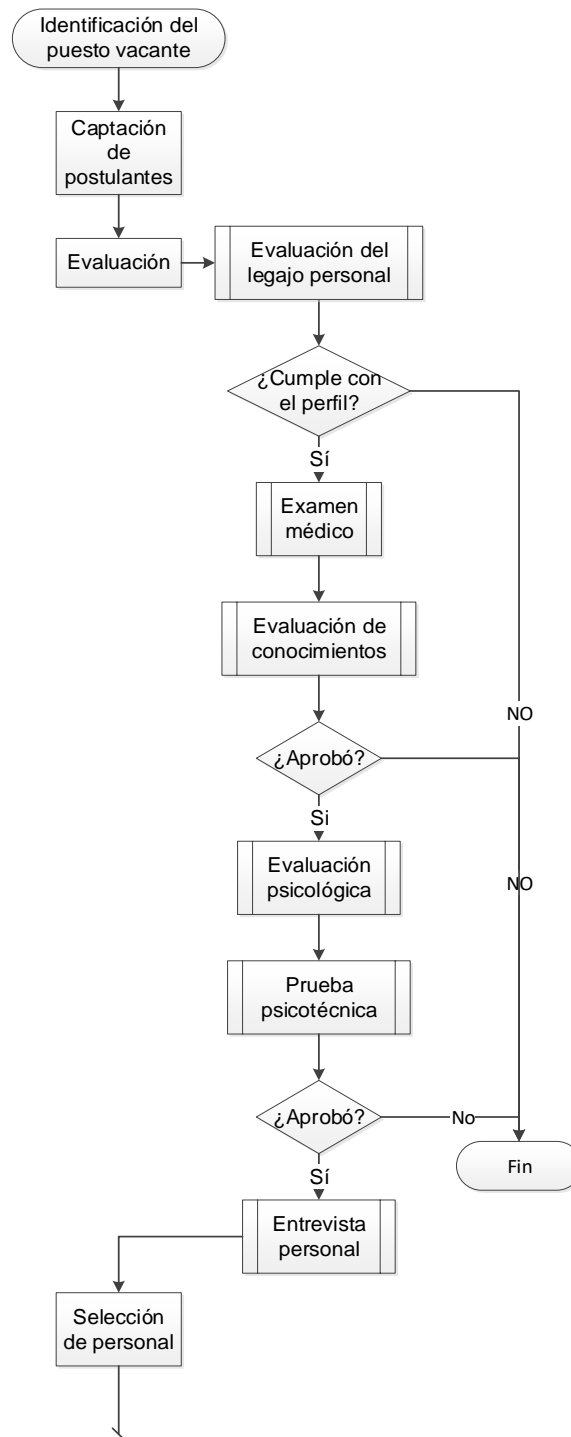 Identificación del
puesto vacante
Captación
de
postulantes
Evaluación
Evaluación del
legajo personal
¿Cumple con
el perfil?
Sí
Examen
médico
Evaluación de
conocimientos
NO
¿Aprobó?
Si
Evaluación
psicológica
NO
Prueba
psicotécnica
¿Aprobó?
No
Fin
Sí
Entrevista
personal
Selección
de personal